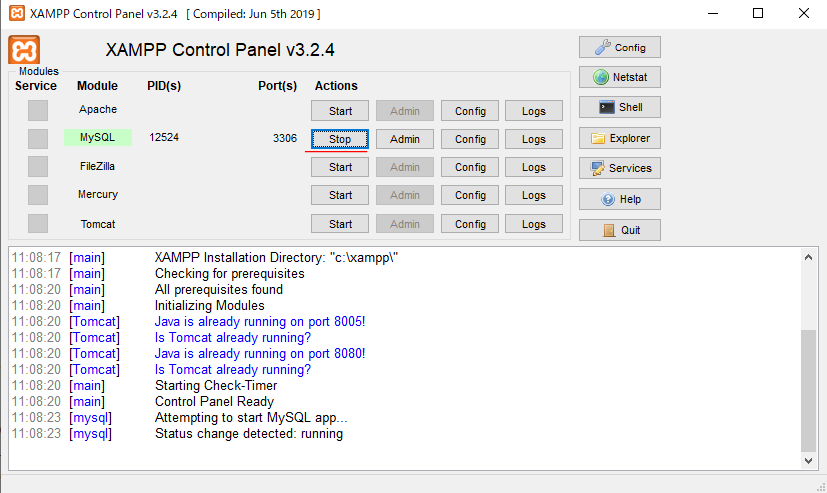 XAMPP Control Panel v3.2.4 [ Compiled: Jun 5th 2019 ]
XAMPP Control Panel v3.2.4
Config
Modules
Service Module PID(s) Port(s) Actions
Netstat
Apache Start Admin Config Logs
Shell
MySQL 12524 3306 Stop Admin Config Logs
Explorer
FileZilla Start Admin Config Logs
Services
Mercury Start Admin Config Logs
Help
Tomcat Start Admin Config Logs
Quit
11:08:17 [main] XAMPP Installation Directory: "c:\xampp\"
11:08:17 [main] Checking for prerequisites
11:08:20 [main] All prerequisites found
11:08:20 [main] Initializing Modules
11:08:20 [Tomcat] Java is already running on port 8005!
11:08:20 [Tomcat] Is Tomcat already running?
11:08:20 [Tomcat] Java is already running on port 8080!
11:08:20 [Tomcat] Is Tomcat already running?
11:08:20 [main] Starting Check-Timer
11:08:20 [main] Control Panel Ready
11:08:23 [mysql] Attempting to start MySQL app...
11:08:23 [mysql] Status change detected: running